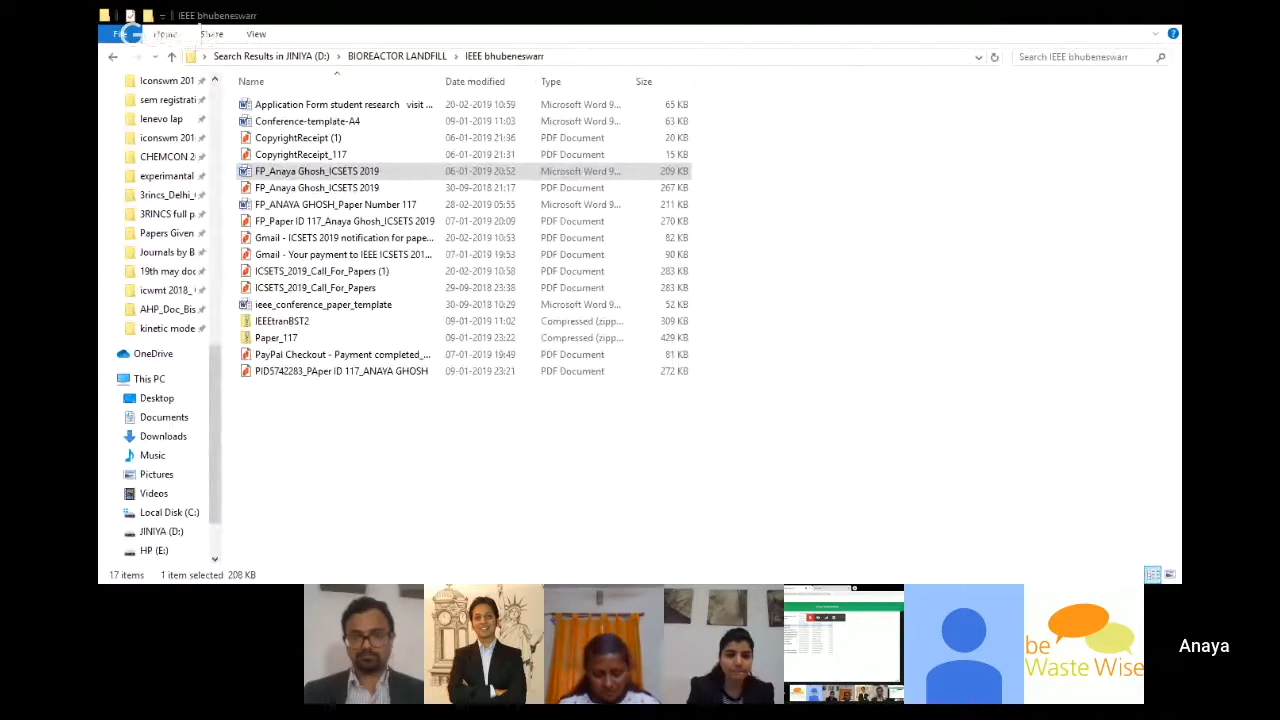 IEEE bhubeneswarr
File Home Share View
Search Results in JINIYA (D:) > BIOREACTOR LANDFILL > IEEE bhubeneswarr
Search IEEE bhubeneswarr
Name Date modified Type Size
Application Form student research visit ... 20-02-2019 10:59 Microsoft Word 9... 65 KB
Conference-template-A4 09-01-2019 11:03 Microsoft Word 9... 63 KB
CopyrightReceipt (1) 06-01-2019 21:36 PDF Document 20 KB
CopyrightReceipt_117 06-01-2019 21:31 PDF Document 15 KB
FP_Anaya Ghosh_ICSETS 2019 06-01-2019 20:52 Microsoft Word 9... 209 KB
FP_Anaya Ghosh_ICSETS 2019 30-09-2018 21:17 PDF Document 267 KB
FP_ANAYA GHOSH_Paper Number 117 28-02-2019 05:55 Microsoft Word 9... 211 KB
FP_Paper ID 117_Anaya Ghosh_ICSETS 2019 07-01-2019 20:09 PDF Document 270 KB
Gmail - ICSETS 2019 notification for pape... 20-02-2019 10:53 PDF Document 82 KB
Gmail - Your payment to IEEE ICSETS 201... 07-01-2019 19:53 PDF Document 90 KB
ICSETS_2019_Call_For_Papers (1) 20-02-2019 10:58 PDF Document 283 KB
ICSETS_2019_Call_For_Papers 29-09-2018 23:38 PDF Document 283 KB
ieee_conference_paper_template 30-09-2018 10:29 Microsoft Word 9... 52 KB
IEEEtranBST2 09-01-2019 11:02 Compressed (zipp... 309 KB
Paper_117 09-01-2019 23:22 Compressed (zipp... 429 KB
PayPal Checkout - Payment completed_... 07-01-2019 19:49 PDF Document 81 KB
PID5742283_PAper ID 117_ANAYA GHOSH 09-01-2019 23:21 PDF Document 272 KB
Iconswm 201
sem registrati
lenevo lap
iconswm 201
CHEMCON 2
experimantal
3rincs_Delhi_
3RINCS full p
Papers Given
Journals by B
19th may doc
icwmt 2018_
AHP_Doc_Bis
kinetic mode
OneDrive
This PC
Desktop
Documents
Downloads
Music
Pictures
Videos
Local Disk (C:)
JINIYA (D:)
HP (E:)
17 items 1 item selected 208 KB
be
Waste Wise
Anaya